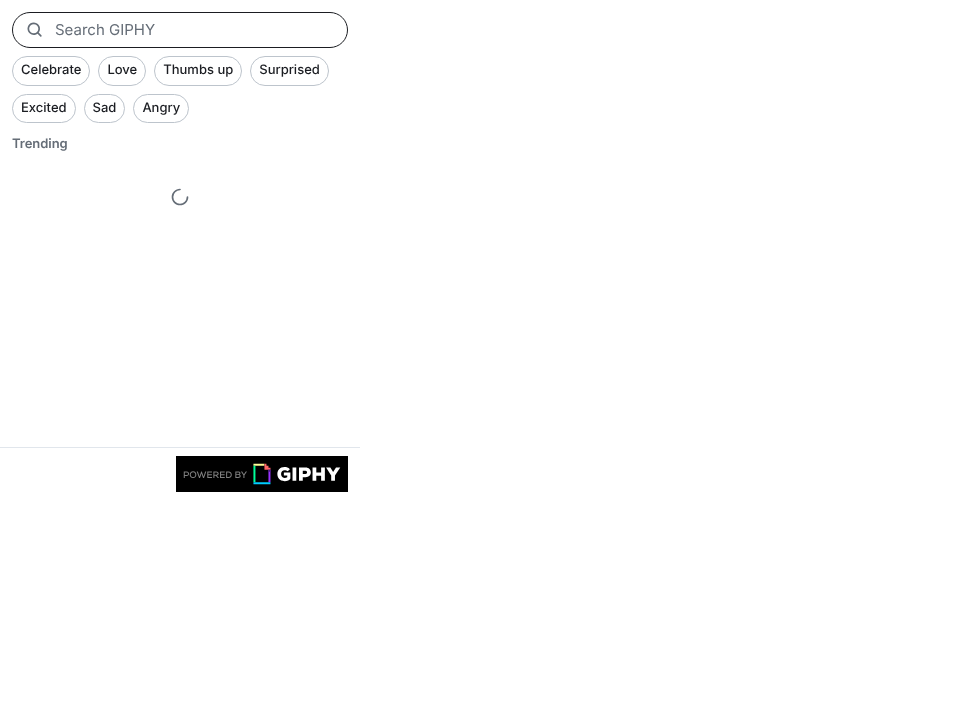 Search GIPHY
Celebrate Love Thumbs up Surprised
Excited Sad Angry
Trending
POWERED BY GIPHY